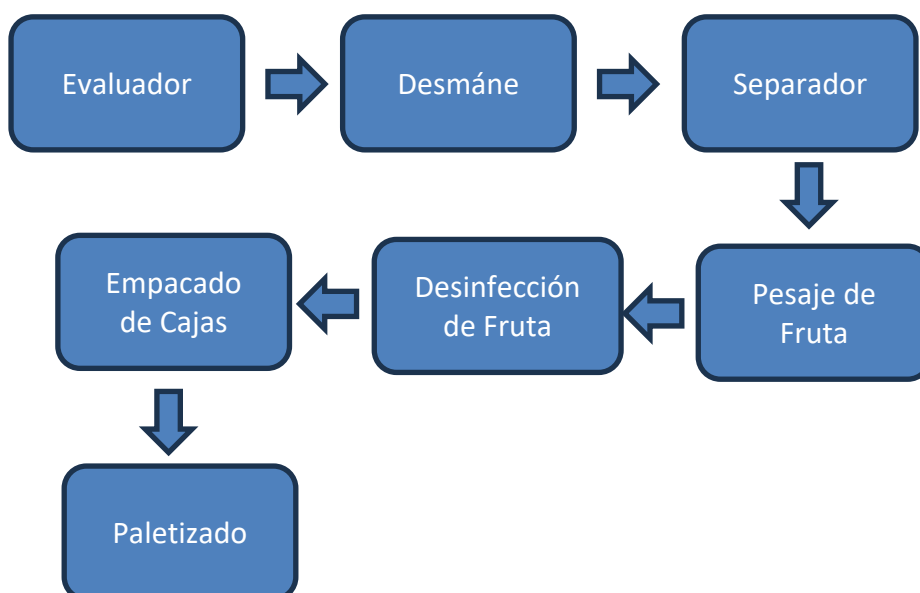 Evaluador
Desmáne
Separador
Pesaje de
Fruta
Desinfección
de Fruta
Empacado
de Cajas
Paletizado